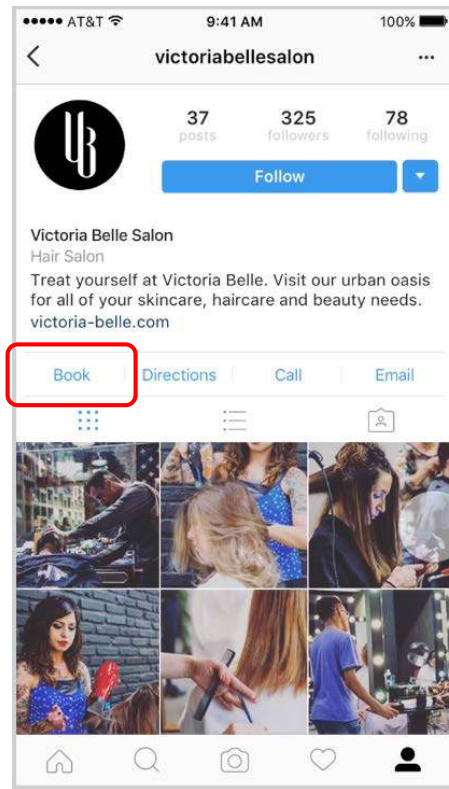 AT&T 9:41 AM 100%
victoriabellesalon
37 325 78
posts followers following
Follow
Victoria Belle Salon
Hair Salon
Treat yourself at Victoria Belle. Visit our urban oasis
for all of your skincare, haircare and beauty needs.
victoria-belle.com
Book Directions Call Email